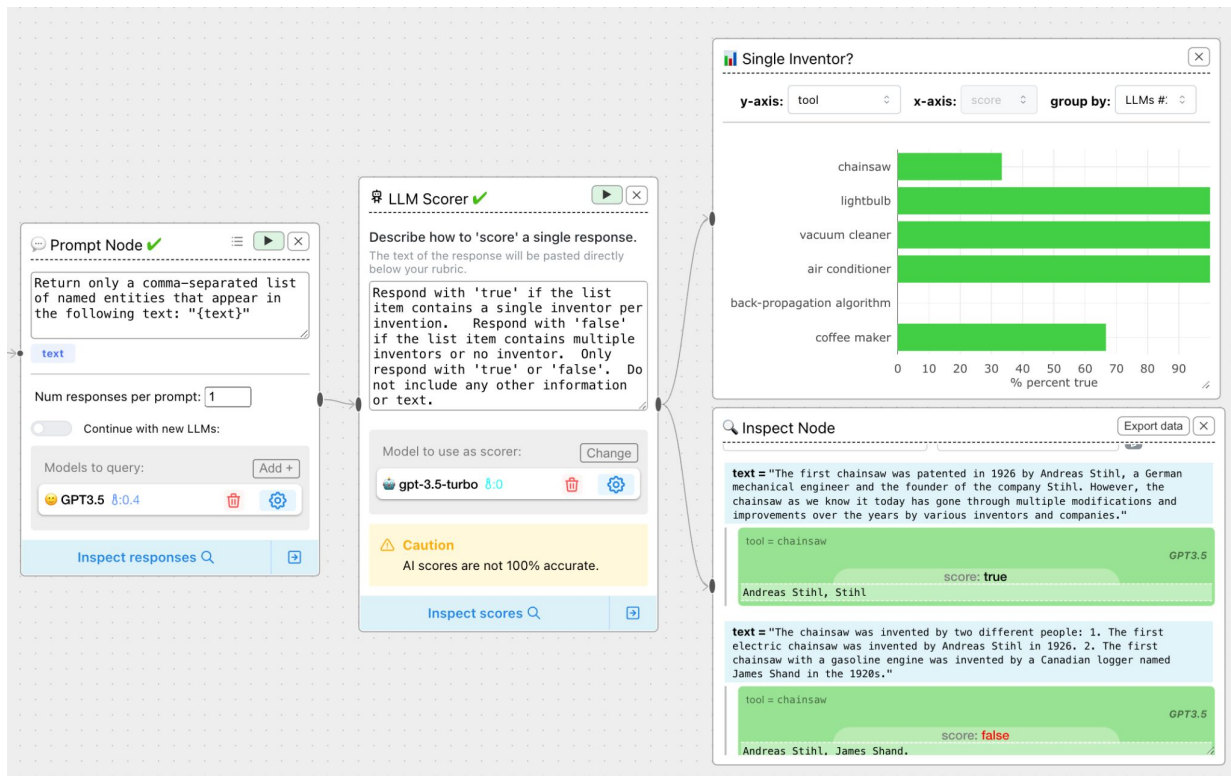 Prompt Node
Return only a comma-separated list
of named entities that appear in
the following text: "{text}"
text
Num responses per prompt: 1
Continue with new LLMs:
Models to query:
Add +
GPT3.5 0.4
Inspect responses
LLM Scorer
Describe how to 'score' a single response.
The text of the response will be pasted directly
below your rubric.
Respond with 'true' if the list
item contains a single inventor per
invention. Respond with 'false'
if the list item contains multiple
inventors or no inventor. Only
respond with 'true' or 'false'. Do
not include any other information
or text.
Model to use as scorer:
Change
gpt-3.5-turbo :0
Caution
AI scores are not 100% accurate.
Inspect scores
Single Inventor?
y-axis: tool x-axis: score group by: LLMs #:
chainsaw
lightbulb
vacuum cleaner
air conditioner
back-propagation algorithm
coffee maker
0 10 20 30 40 50 60 70 80 90
% percent true
Inspect Node
Export data
text = "The first chainsaw was patented in 1926 by Andreas Stihl, a German
mechanical engineer and the founder of the company Stihl. However, the
chainsaw as we know it today has gone through multiple modifications and
improvements over the years by various inventors and companies."
tool = chainsaw
GPT3.5
score: true
Andreas Stihl, Stihl
text = "The chainsaw was invented by two different people: 1. The first
electric chainsaw was invented by Andreas Stihl in 1926. 2. The first
chainsaw with a gasoline engine was invented by a Canadian logger named
James Shand in the 1920s."
tool = chainsaw
GPT3.5
score: false
Andreas Stihl, James Shand.